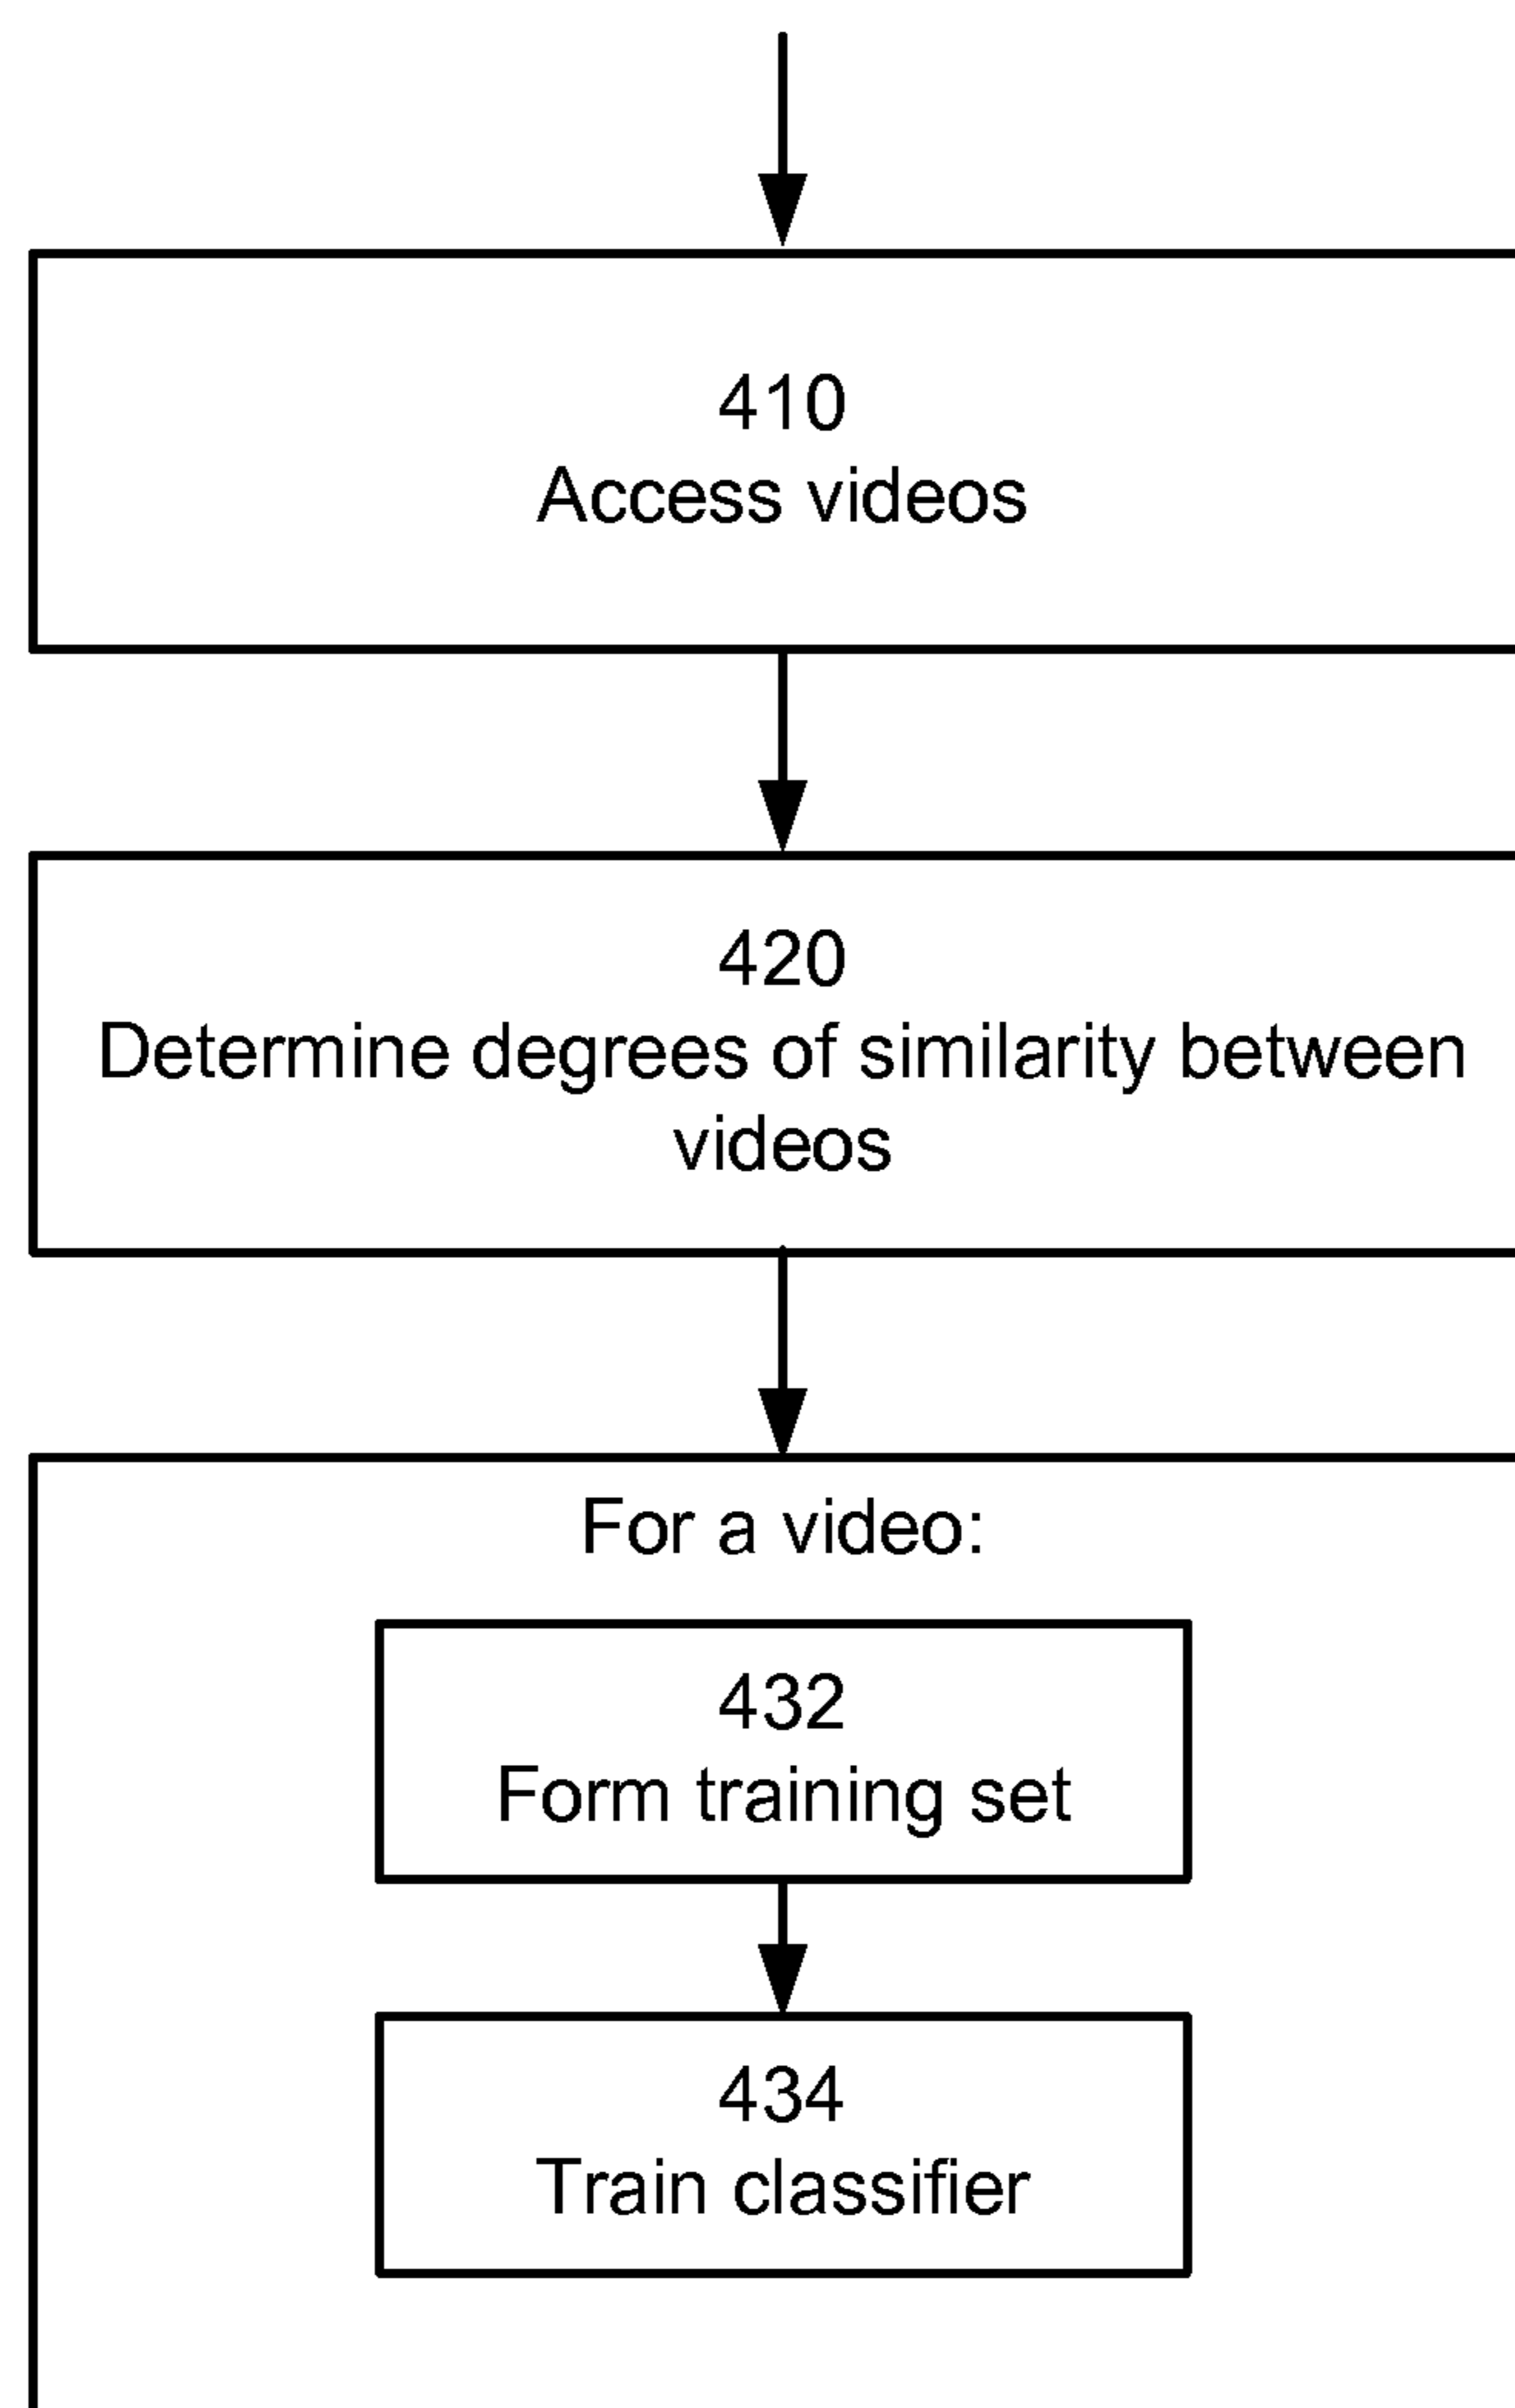 410
Access videos
420
Determine degrees of similarity between
videos
For a video:
432
Form training set
434
Train classifier